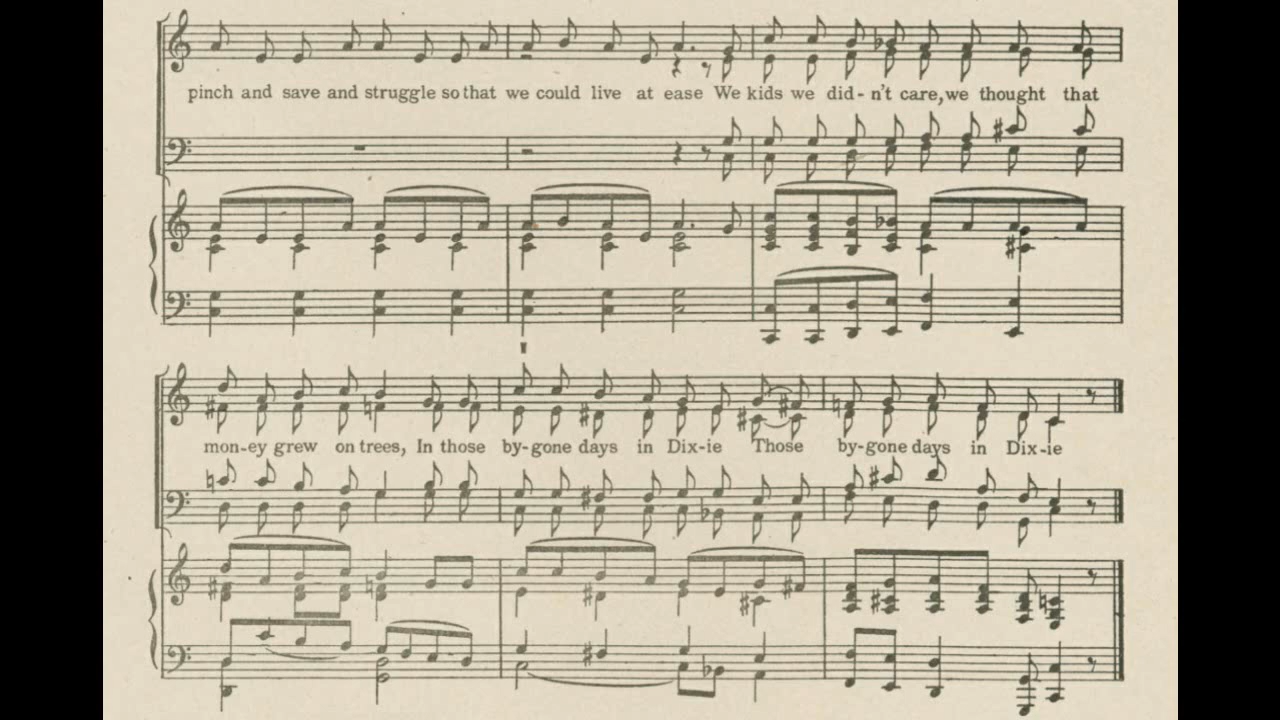 pinch and save and struggle so that we could live at ease We kids we did-n't care, we thought that
mon-ey grew on trees, In those by-gone days in Dix-ie Those by-gone days in Dix-ie